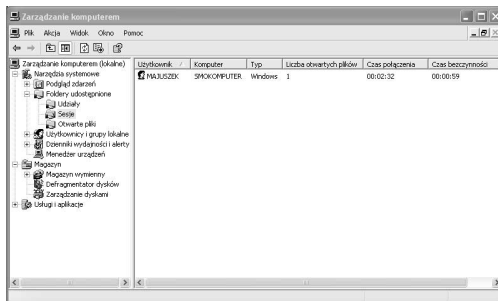 Zarządzanie komputerem
Plik Akcja Widok Okno Pomoc
Zarządzanie komputerem (lokalne)
Narzędzia systemowe
Podgląd zdarzeń
Foldery udostępnione
Udziały
Sesje
Otwarte pliki
Użytkownicy i grupy lokalne
Dzienniki wydajności i alerty
Menedżer urządzeń
Magazyn
Magazyn wymienny
Defragmentator dysków
Zarządzanie dyskami
Usługi i aplikacje
Użytkownik Komputer Typ Liczba otwartych plików Czas połączenia Czas bezczynności
MAJUSZEK SMOKOMPUTER Windows 1 00:02:32 00:00:59